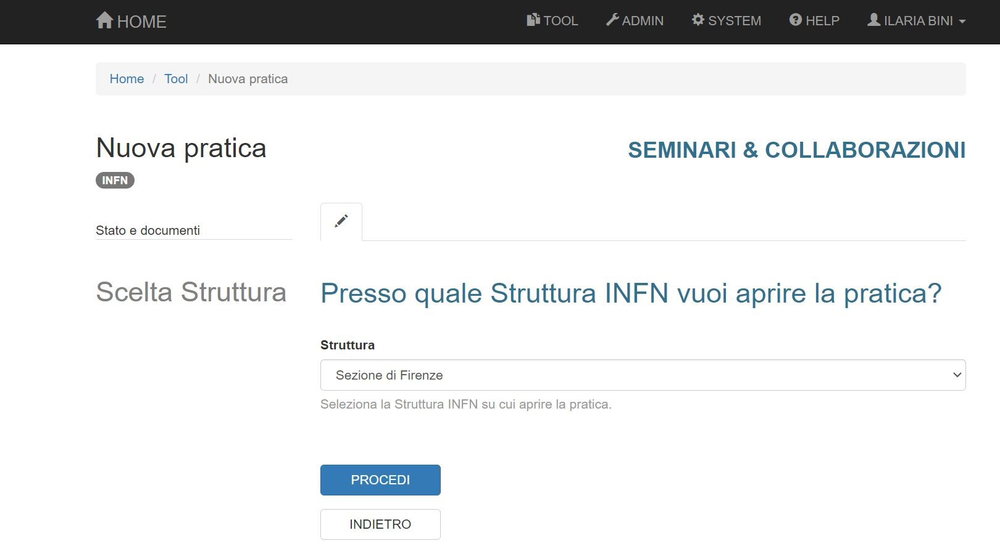 HOME TOOL ADMIN SYSTEM HELP ILARIA BINI
Home / Tool / Nuova pratica
Nuova pratica
SEMINARI & COLLABORAZIONI
INFN
Stato e documenti
Scelta Struttura
Presso quale Struttura INFN vuoi aprire la pratica?
Struttura
Sezione di Firenze
Seleziona la Struttura INFN su cui aprire la pratica.
PROCEDI
INDIETRO